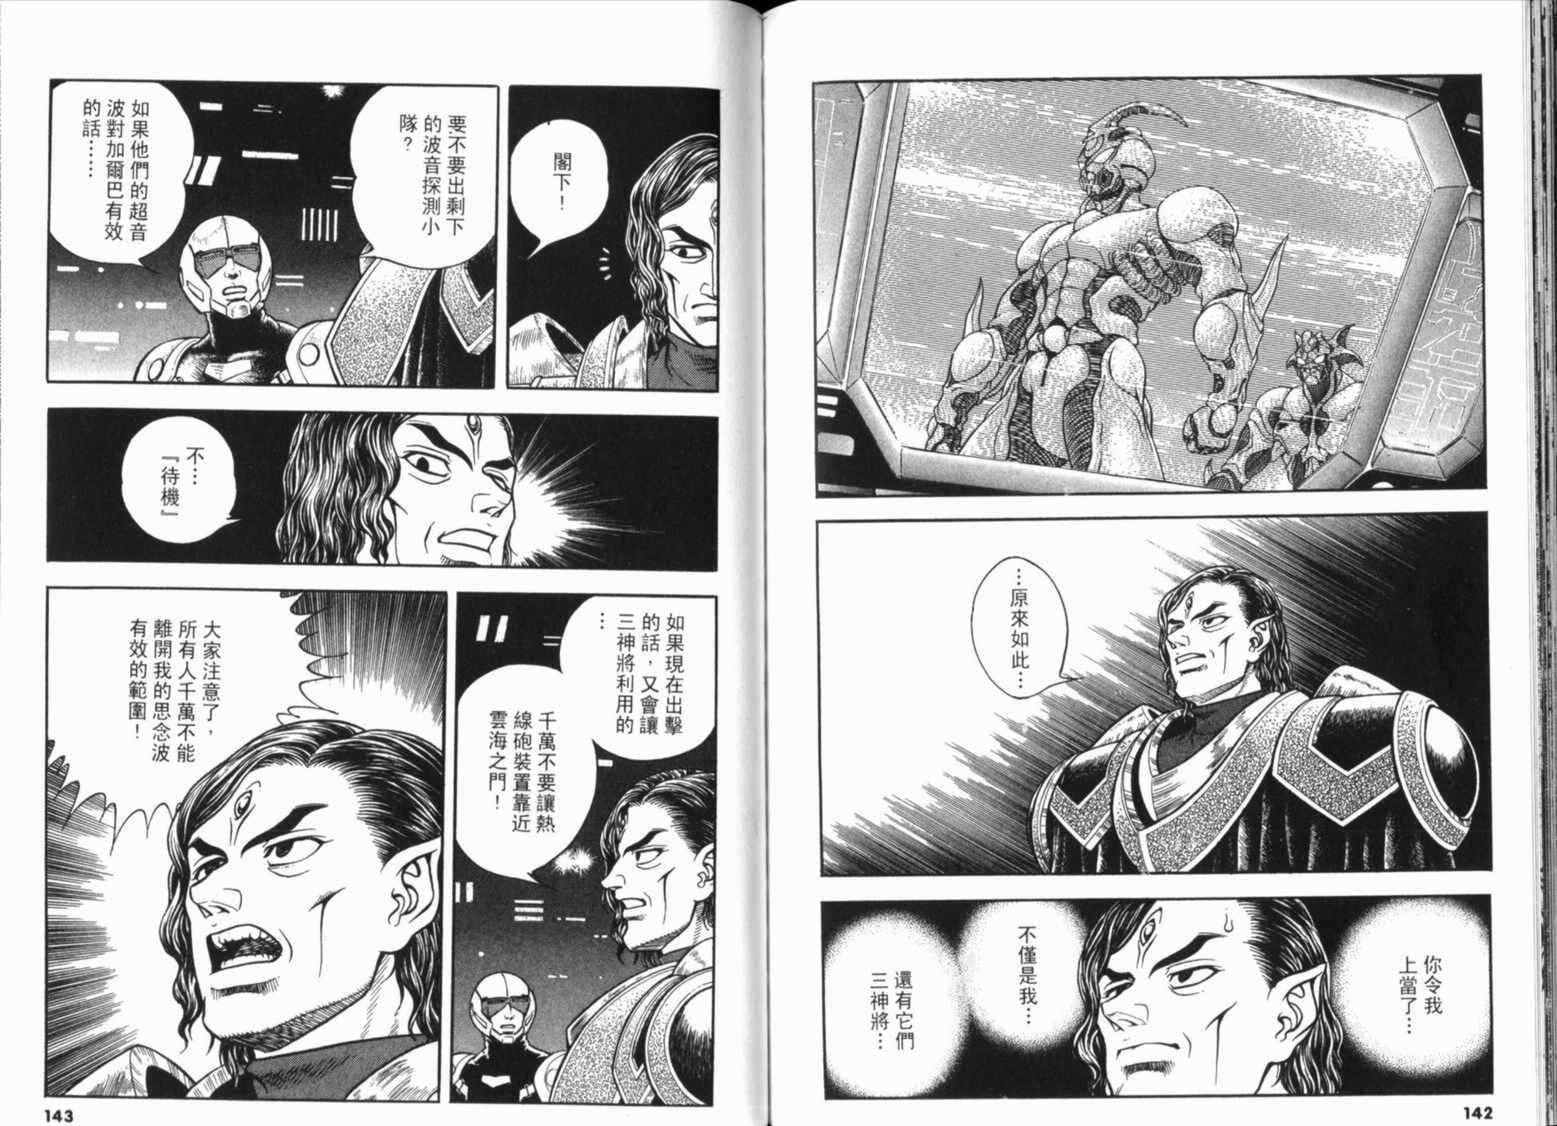 …原來如此…
你令我
上當了…
不僅是我…
還有它們
三神將…
142
閣下！
要不要出剩下
的波音探測小
隊？
如果他們的超音
波對加爾巴有效
的話……
不…
『待機』
如果現在出擊
的話，又會讓
三神將利用的
…
千萬不要讓熱
線砲裝置靠近
雲海之門！
大家注意了，
所有人千萬不能
離開我的思念波
有效的範圍！
143